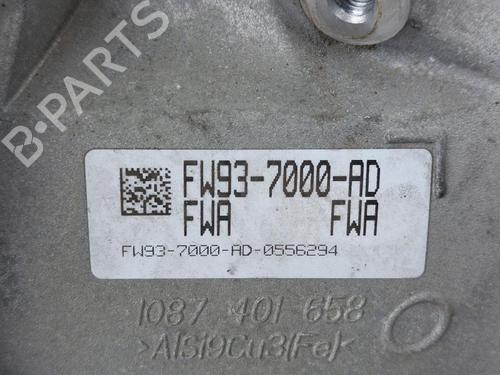 B-PARTS
FW93-7000-AD
FWA FWA
FW93-7000-AD-0556294
1087 401 658
>AlSi9Cu3(Fe)<